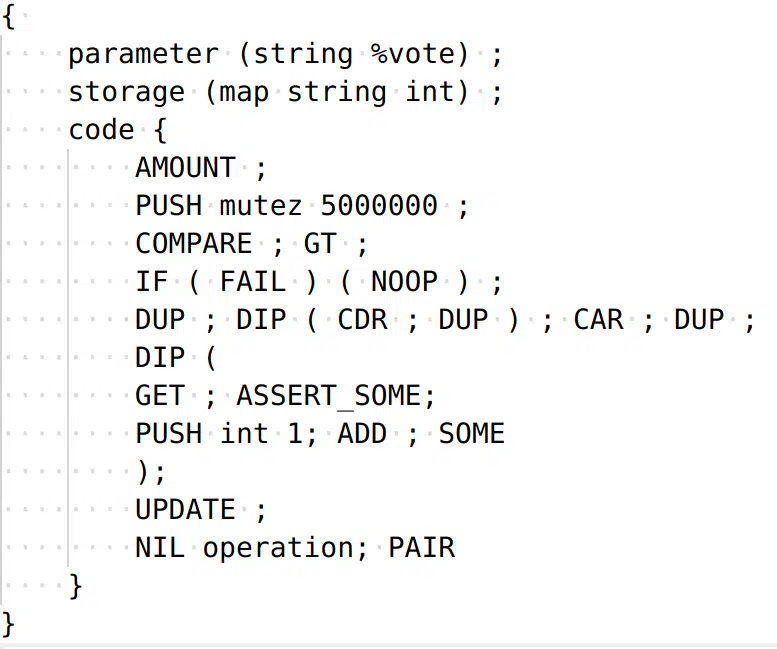 {
    parameter (string %vote) ;
    storage (map string int) ;
    code {
        AMOUNT ;
        PUSH mutez 5000000 ;
        COMPARE ; GT ;
        IF ( FAIL ) ( NOOP ) ;
        DUP ; DIP ( CDR ; DUP ) ; CAR ; DUP ;
        DIP (
        GET ; ASSERT_SOME;
        PUSH int 1; ADD ; SOME
        );
        UPDATE ;
        NIL operation; PAIR
    }
}